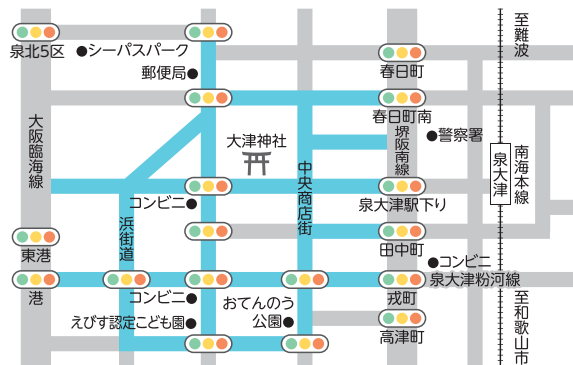 至難波
泉北5区
シーパスパーク
郵便局
春日町
春日町南
大阪臨海線
大津神社
堺阪南線
警察署
泉大津
南海本線
中央商店街
コンビニ
泉大津駅下り
浜街道
東港
田中町
コンビニ
港
戎町
泉大津粉河線
コンビニ
おてんのう
公園
えびす認定こども園
高津町
至和歌山市